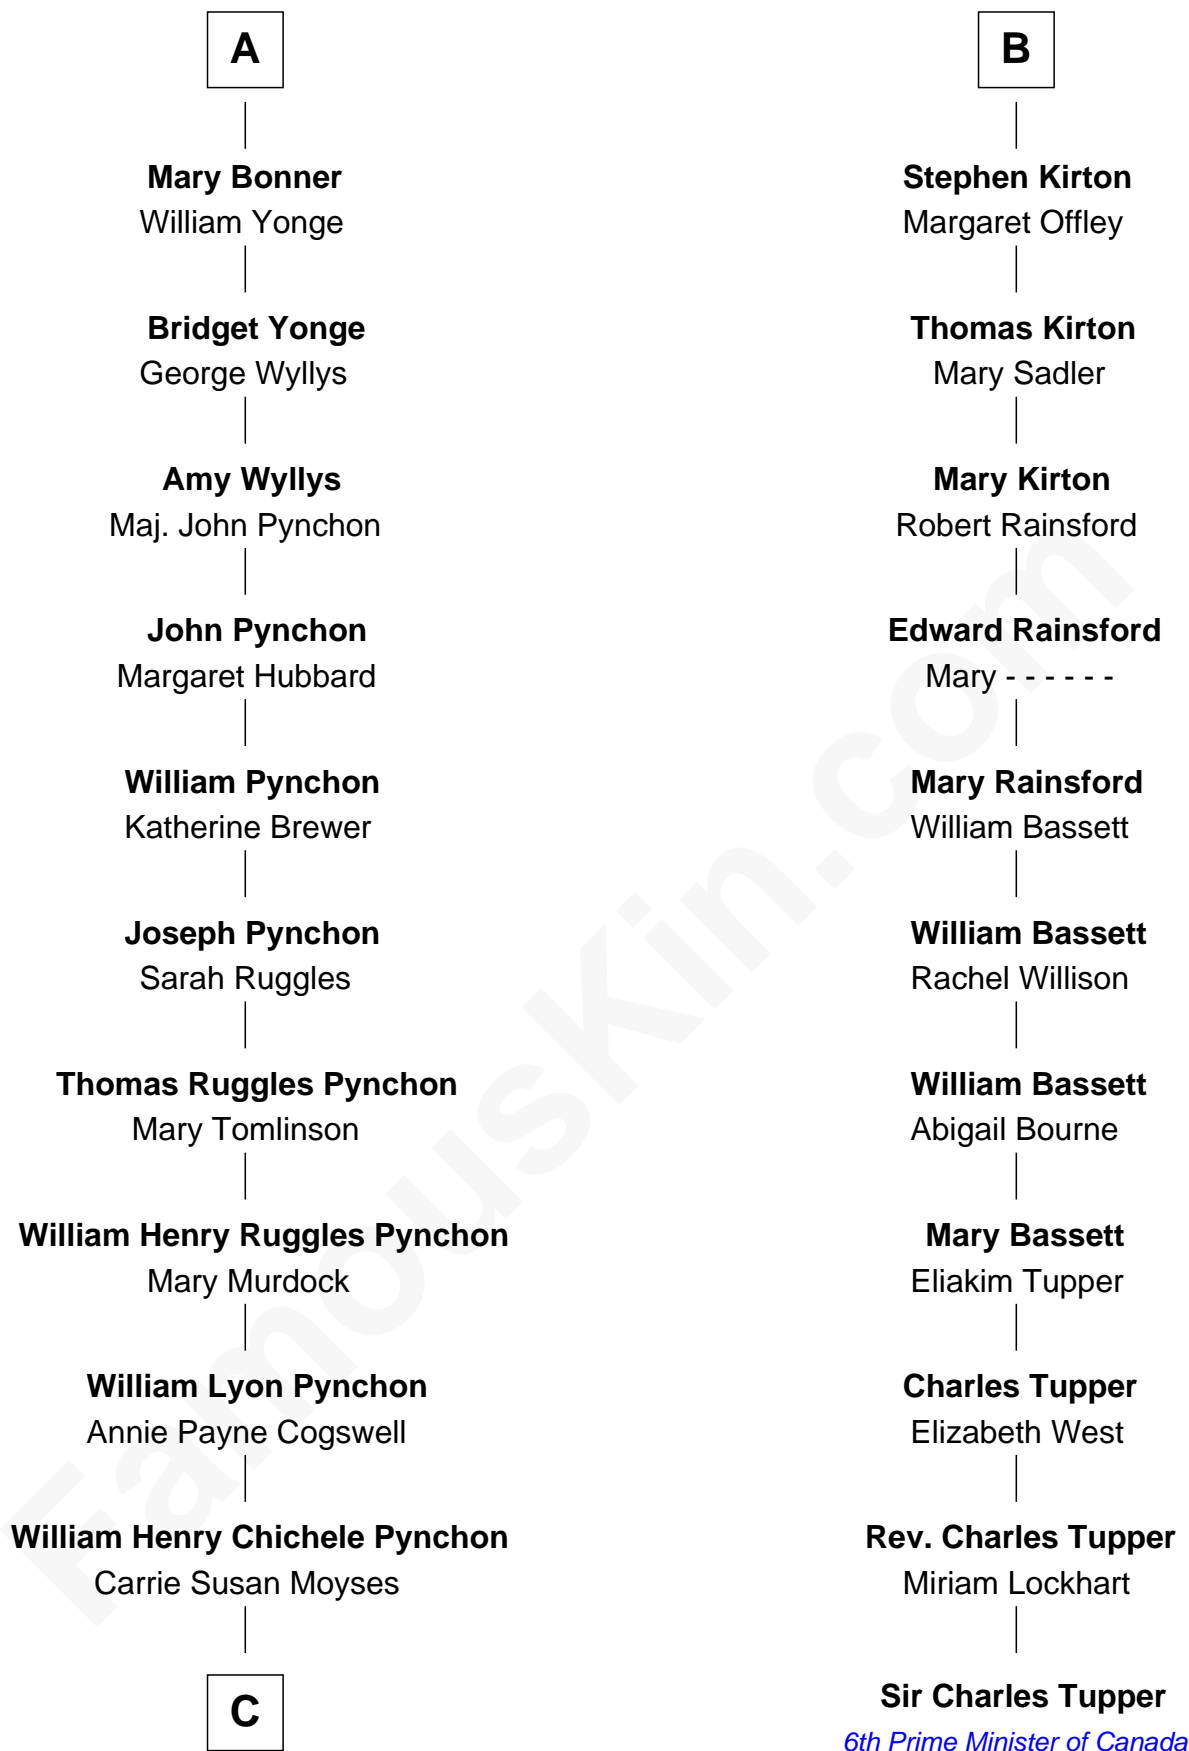 A
Mary Bonner
William Yonge
Bridget Yonge
George Wyllys
Amy Wyllys
Maj. John Pynchon
John Pynchon
Margaret Hubbard
William Pynchon
Katherine Brewer
Joseph Pynchon
Sarah Ruggles
Thomas Ruggles Pynchon
Mary Tomlinson
William Henry Ruggles Pynchon
Mary Murdock
William Lyon Pynchon
Annie Payne Cogswell
William Henry Chichele Pynchon
Carrie Susan Moyses
C
B
Stephen Kirton
Margaret Offley
Thomas Kirton
Mary Sadler
Mary Kirton
Robert Rainsford
Edward Rainsford
Mary - - - - - -
Mary Rainsford
William Bassett
William Bassett
Rachel Willison
William Bassett
Abigail Bourne
Mary Bassett
Eliakim Tupper
Charles Tupper
Elizabeth West
Rev. Charles Tupper
Miriam Lockhart
Sir Charles Tupper
6th Prime Minister of Canada
FamousKin.com